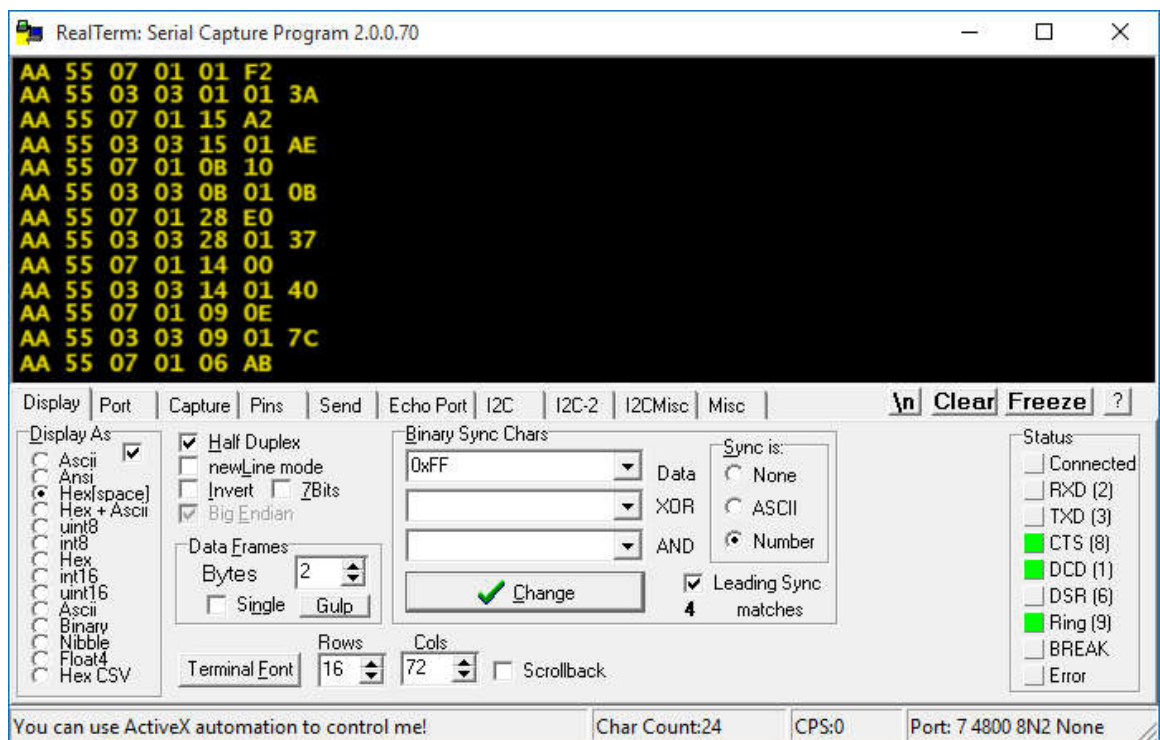 RealTerm: Serial Capture Program 2.0.0.70
AA 55 07 01 01 F2
AA 55 03 03 01 01 3A
AA 55 07 01 15 A2
AA 55 03 03 15 01 AE
AA 55 07 01 0B 10
AA 55 03 03 0B 01 0B
AA 55 07 01 28 E0
AA 55 03 03 28 01 37
AA 55 07 01 14 00
AA 55 03 03 14 01 40
AA 55 07 01 09 0E
AA 55 03 03 09 01 7C
AA 55 07 01 06 AB
Display Port Capture Pins Send Echo Port I2C I2C-2 I2CMisc Misc \n Clear Freeze ?
Display As
Ascii
Ansi
Hex[space]
Hex + Ascii
uint8
int8
Hex
int16
uint16
Ascii
Binary
Nibble
Float4
Hex CSV
Half Duplex
newLine mode
Invert 7Bits
Big Endian
Data Frames
Bytes 2
Single Gulp
Binary Sync Chars
0xFF Data
XOR
AND
Change
Sync is:
None
ASCII
Number
Leading Sync
4 matches
Rows Cols
Terminal Font 16 72 Scrollback
Status
Connected
RXD (2)
TXD (3)
CTS (8)
DCD (1)
DSR (6)
Ring (9)
BREAK
Error
You can use ActiveX automation to control me! Char Count:24 CPS:0 Port: 7 4800 8N2 None